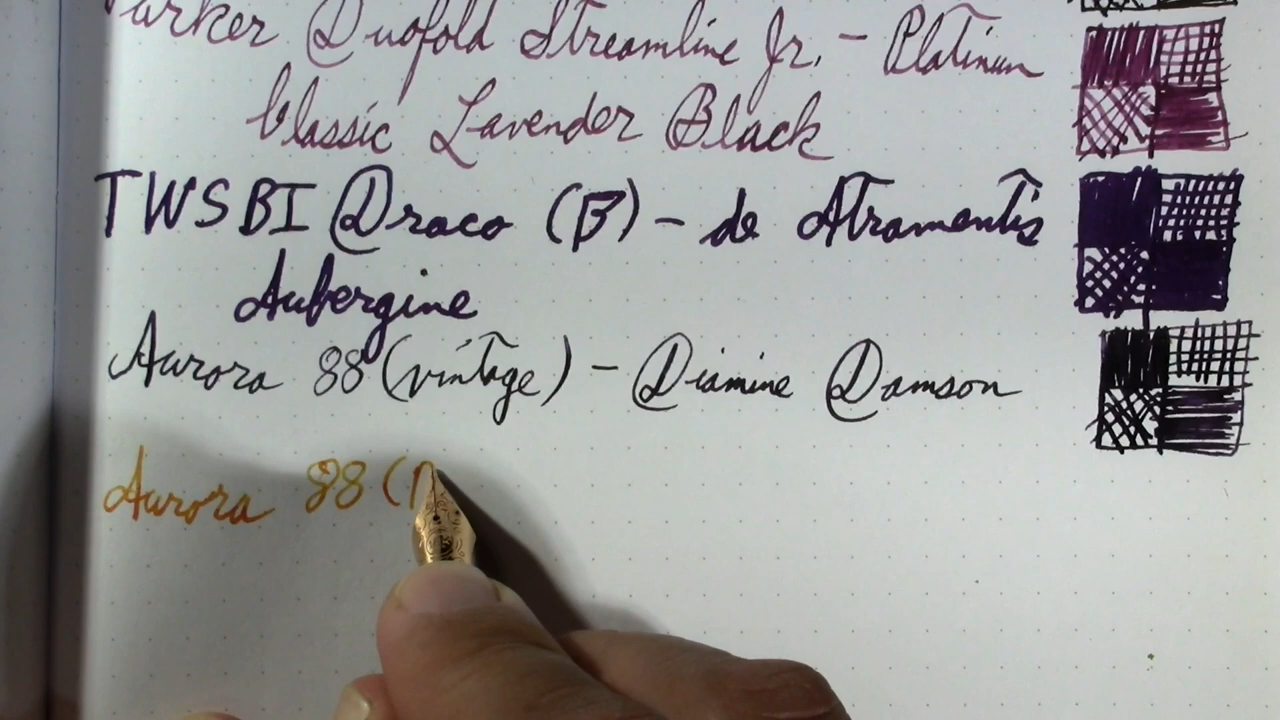 Parker Duofold Streamline Jr. - Platinum
Classic Lavender Black
TWSBI Draco (B) - de Atramentis
Aubergine
Aurora 88 (vintage) - Diamine Damson
Aurora 88 (